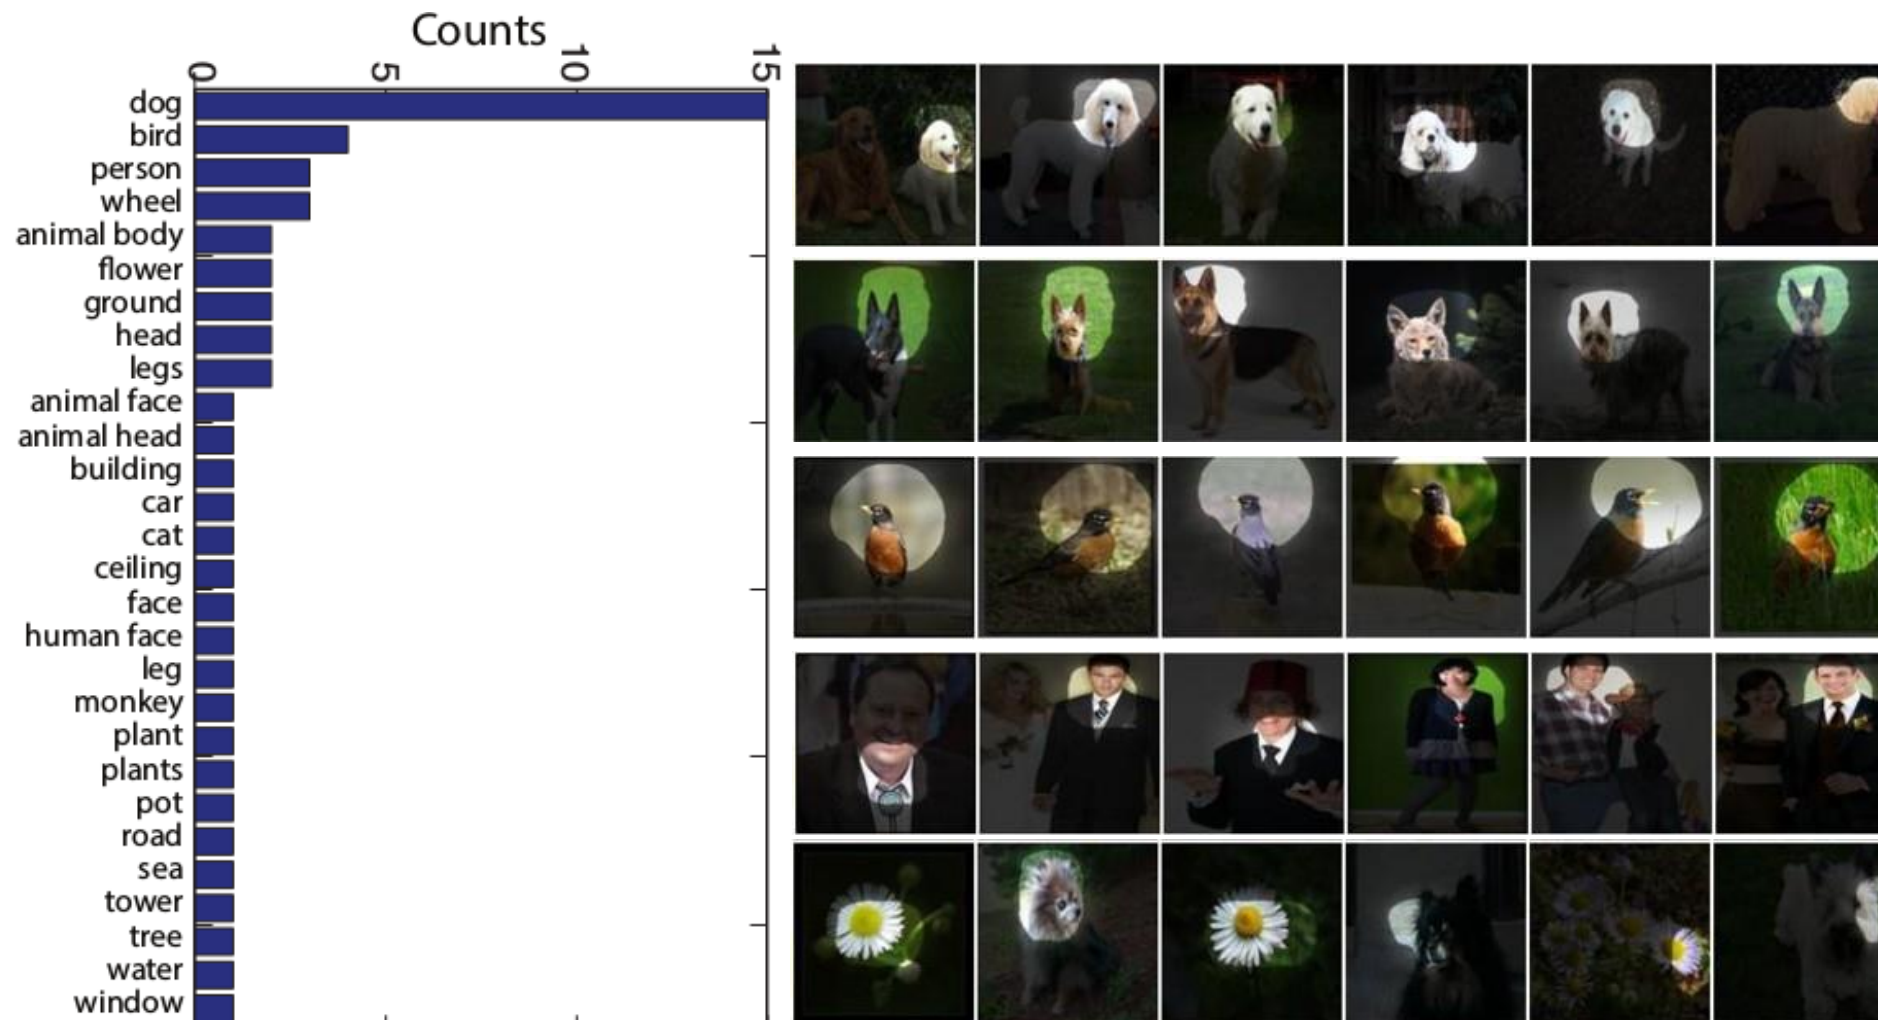 Counts
0 5 10 15
dog
bird
person
wheel
animal body
flower
ground
head
legs
animal face
animal head
building
car
cat
ceiling
face
human face
leg
monkey
plant
plants
pot
road
sea
tower
tree
water
window